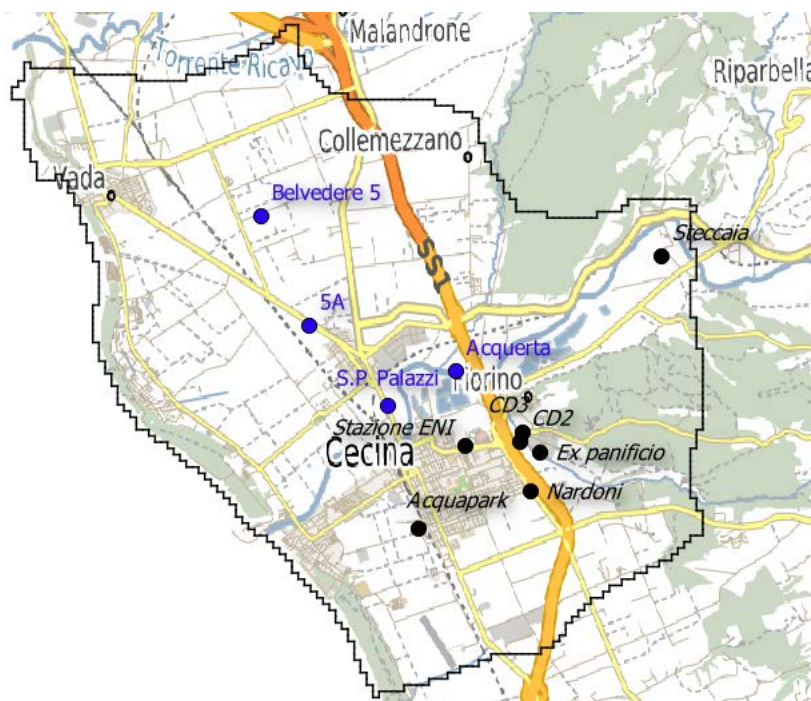 Malandrone
Torrente Ricavo
Riparbella
Collemezzano
Vada
Belvedere 5
Steccaia
SS1
5A
Acquerta
S.P. Palazzi
Fiorino
CD3
CD2
Stazione ENI
Cecina
Ex panificio
Acquapark
Nardoni